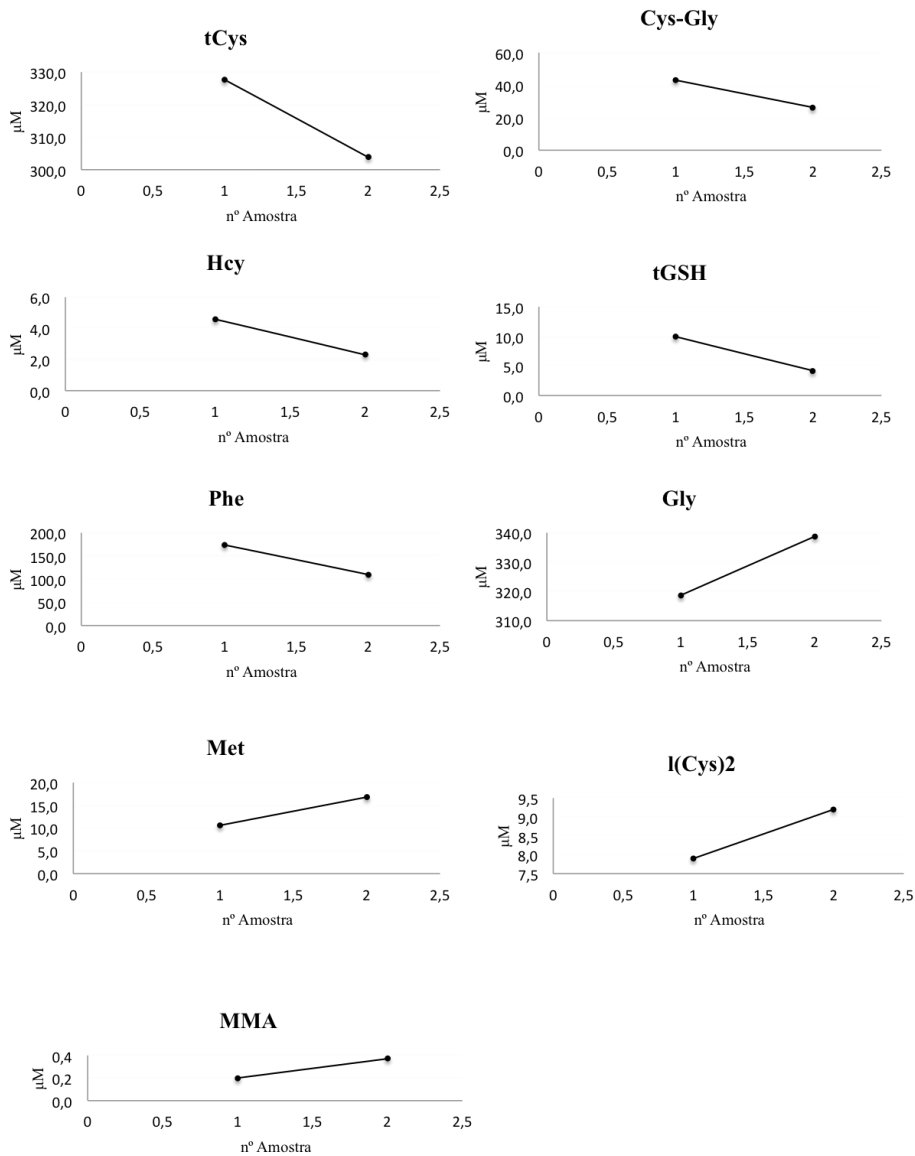 tCys
330,0
320,0
310,0
300,0
µM
0 0,5 1 1,5 2 2,5
nº Amostra
Cys-Gly
60,0
40,0
20,0
0,0
µM
0 0,5 1 1,5 2 2,5
nº Amostra
Hcy
6,0
4,0
2,0
0,0
µM
0 0,5 1 1,5 2 2,5
nº Amostra
tGSH
15,0
10,0
5,0
0,0
µM
0 0,5 1 1,5 2 2,5
nº Amostra
Phe
200,0
150,0
100,0
50,0
0,0
µM
0 0,5 1 1,5 2 2,5
nº Amostra
Gly
340,0
330,0
320,0
310,0
µM
0 0,5 1 1,5 2 2,5
nº Amostra
Met
20,0
15,0
10,0
5,0
0,0
µM
0 0,5 1 1,5 2 2,5
nº Amostra
l(Cys)2
9,5
9,0
8,5
8,0
7,5
µM
0 0,5 1 1,5 2 2,5
nº Amostra
MMA
0,4
0,2
0,0
µM
0 0,5 1 1,5 2 2,5
nº Amostra